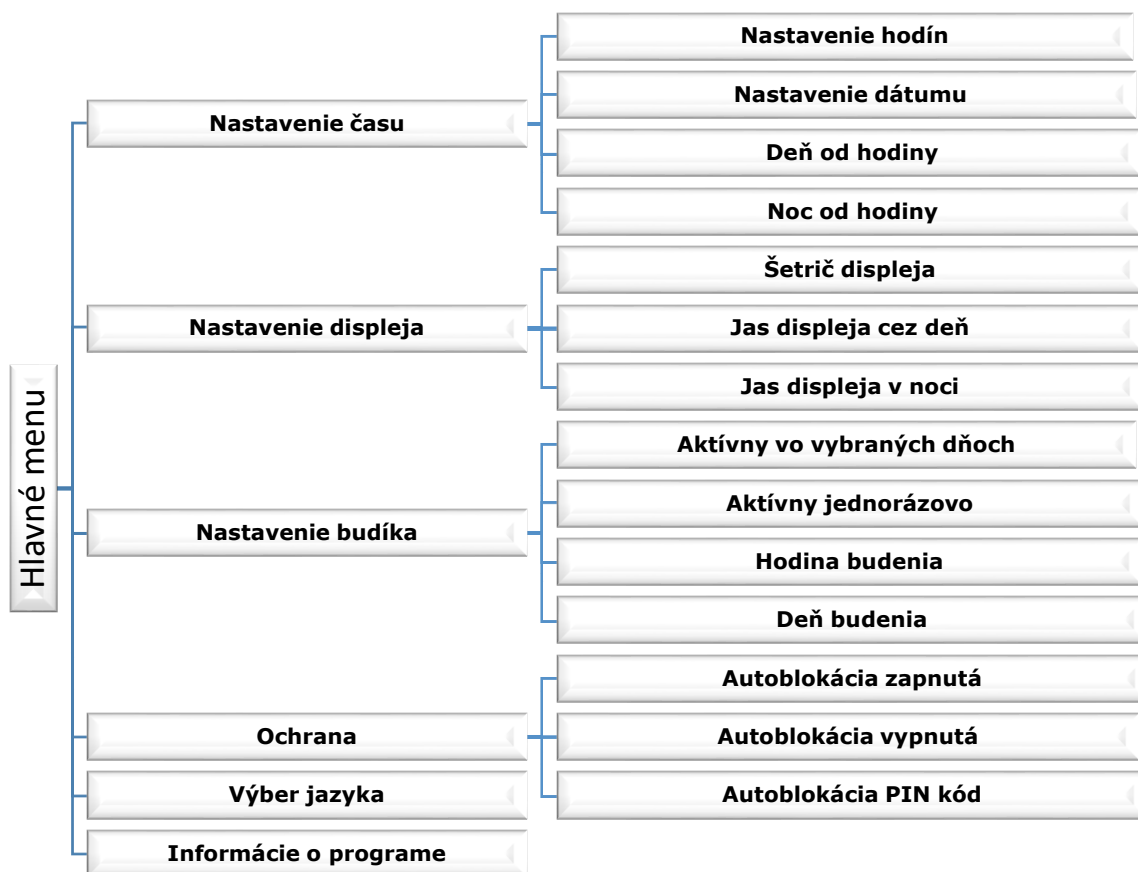 Hlavné menu
Nastavenie času
Nastavenie hodín
Nastavenie dátumu
Deň od hodiny
Noc od hodiny
Nastavenie displeja
Šetrič displeja
Jas displeja cez deň
Jas displeja v noci
Nastavenie budíka
Aktívny vo vybraných dňoch
Aktívny jednorázovo
Hodina budenia
Deň budenia
Ochrana
Autoblokácia zapnutá
Autoblokácia vypnutá
Autoblokácia PIN kód
Výber jazyka
Informácie o programe